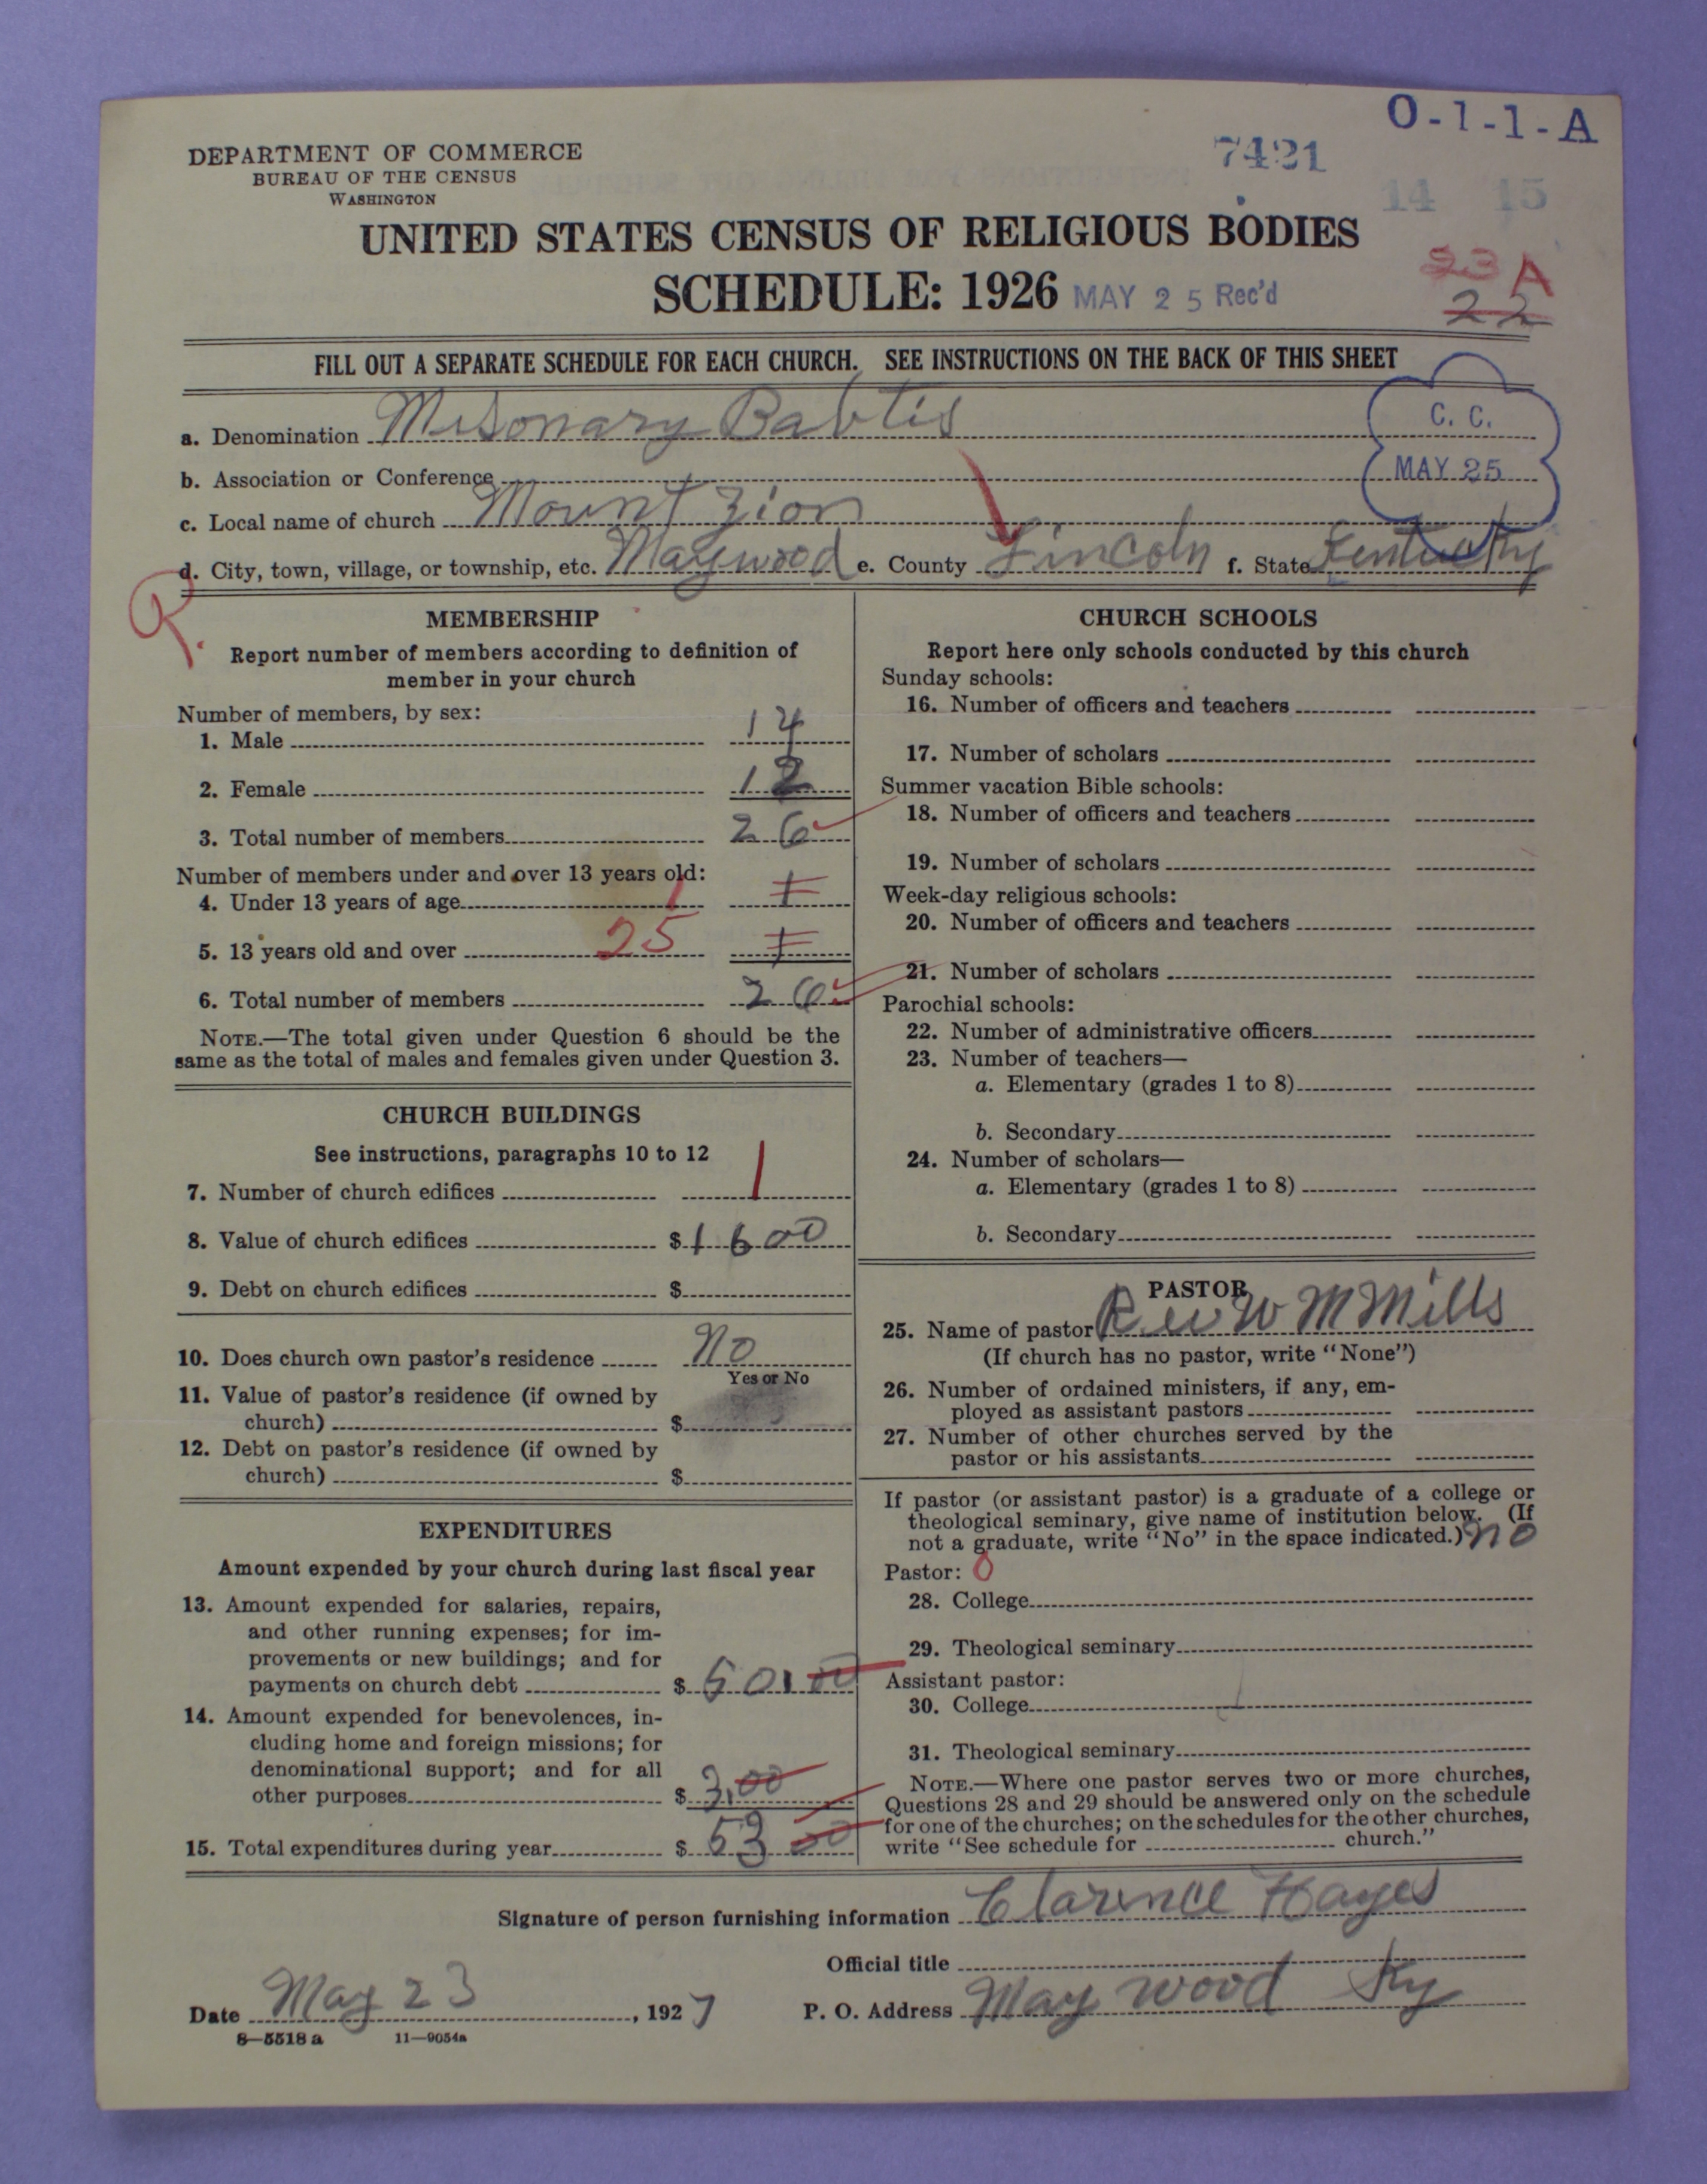 O-1-1-A
DEPARTMENT OF COMMERCE
BUREAU OF THE CENSUS
WASHINGTON
7421
14 15
UNITED STATES CENSUS OF RELIGIOUS BODIES
SCHEDULE: 1926 MAY 25 Rec'd
23 A
22
FILL OUT A SEPARATE SCHEDULE FOR EACH CHURCH. SEE INSTRUCTIONS ON THE BACK OF THIS SHEET
C. C.
MAY 25
a. Denomination Misonary Babtis
b. Association or Conference
c. Local name of church Mount Zion
d. City, town, village, or township, etc. Maywood e. County Lincoln f. State Kentucky
R.
MEMBERSHIP
Report number of members according to definition of
member in your church
Number of members, by sex:
1. Male 14
2. Female 12
3. Total number of members 26
Number of members under and over 13 years old:
4. Under 13 years of age 1 1
5. 13 years old and over 25 1
6. Total number of members 26
NOTE.—The total given under Question 6 should be the
same as the total of males and females given under Question 3.
CHURCH BUILDINGS
See instructions, paragraphs 10 to 12
7. Number of church edifices 1
8. Value of church edifices $ 1600
9. Debt on church edifices $
10. Does church own pastor's residence No
Yes or No
11. Value of pastor's residence (if owned by
church) $
12. Debt on pastor's residence (if owned by
church) $
EXPENDITURES
Amount expended by your church during last fiscal year
13. Amount expended for salaries, repairs,
and other running expenses; for im-
provements or new buildings; and for
payments on church debt $ 50.00
14. Amount expended for benevolences, in-
cluding home and foreign missions; for
denominational support; and for all
other purposes $ 3.00
15. Total expenditures during year $ 53 00
CHURCH SCHOOLS
Report here only schools conducted by this church
Sunday schools:
16. Number of officers and teachers
17. Number of scholars
Summer vacation Bible schools:
18. Number of officers and teachers
19. Number of scholars
Week-day religious schools:
20. Number of officers and teachers
21. Number of scholars
Parochial schools:
22. Number of administrative officers
23. Number of teachers—
a. Elementary (grades 1 to 8)
b. Secondary
24. Number of scholars—
a. Elementary (grades 1 to 8)
b. Secondary
PASTOR
25. Name of pastor Rev W M Mills
(If church has no pastor, write "None")
26. Number of ordained ministers, if any, em-
ployed as assistant pastors
27. Number of other churches served by the
pastor or his assistants
If pastor (or assistant pastor) is a graduate of a college or
theological seminary, give name of institution below. (If
not a graduate, write "No" in the space indicated.) no
Pastor: 0
28. College
29. Theological seminary
Assistant pastor:
30. College
31. Theological seminary
NOTE.—Where one pastor serves two or more churches,
Questions 28 and 29 should be answered only on the schedule
for one of the churches; on the schedules for the other churches,
write "See schedule for church."
Signature of person furnishing information Clarence Hayes
Official title
Date May 23, 1927 P. O. Address May wood Ky
8—5518 a 11—9054a